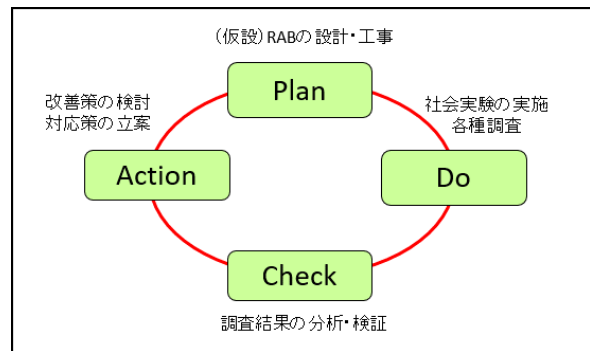 (仮設)RABの設計・工事
Plan
改善策の検討
対応策の立案
社会実験の実施
各種調査
Action
Do
Check
調査結果の分析・検証